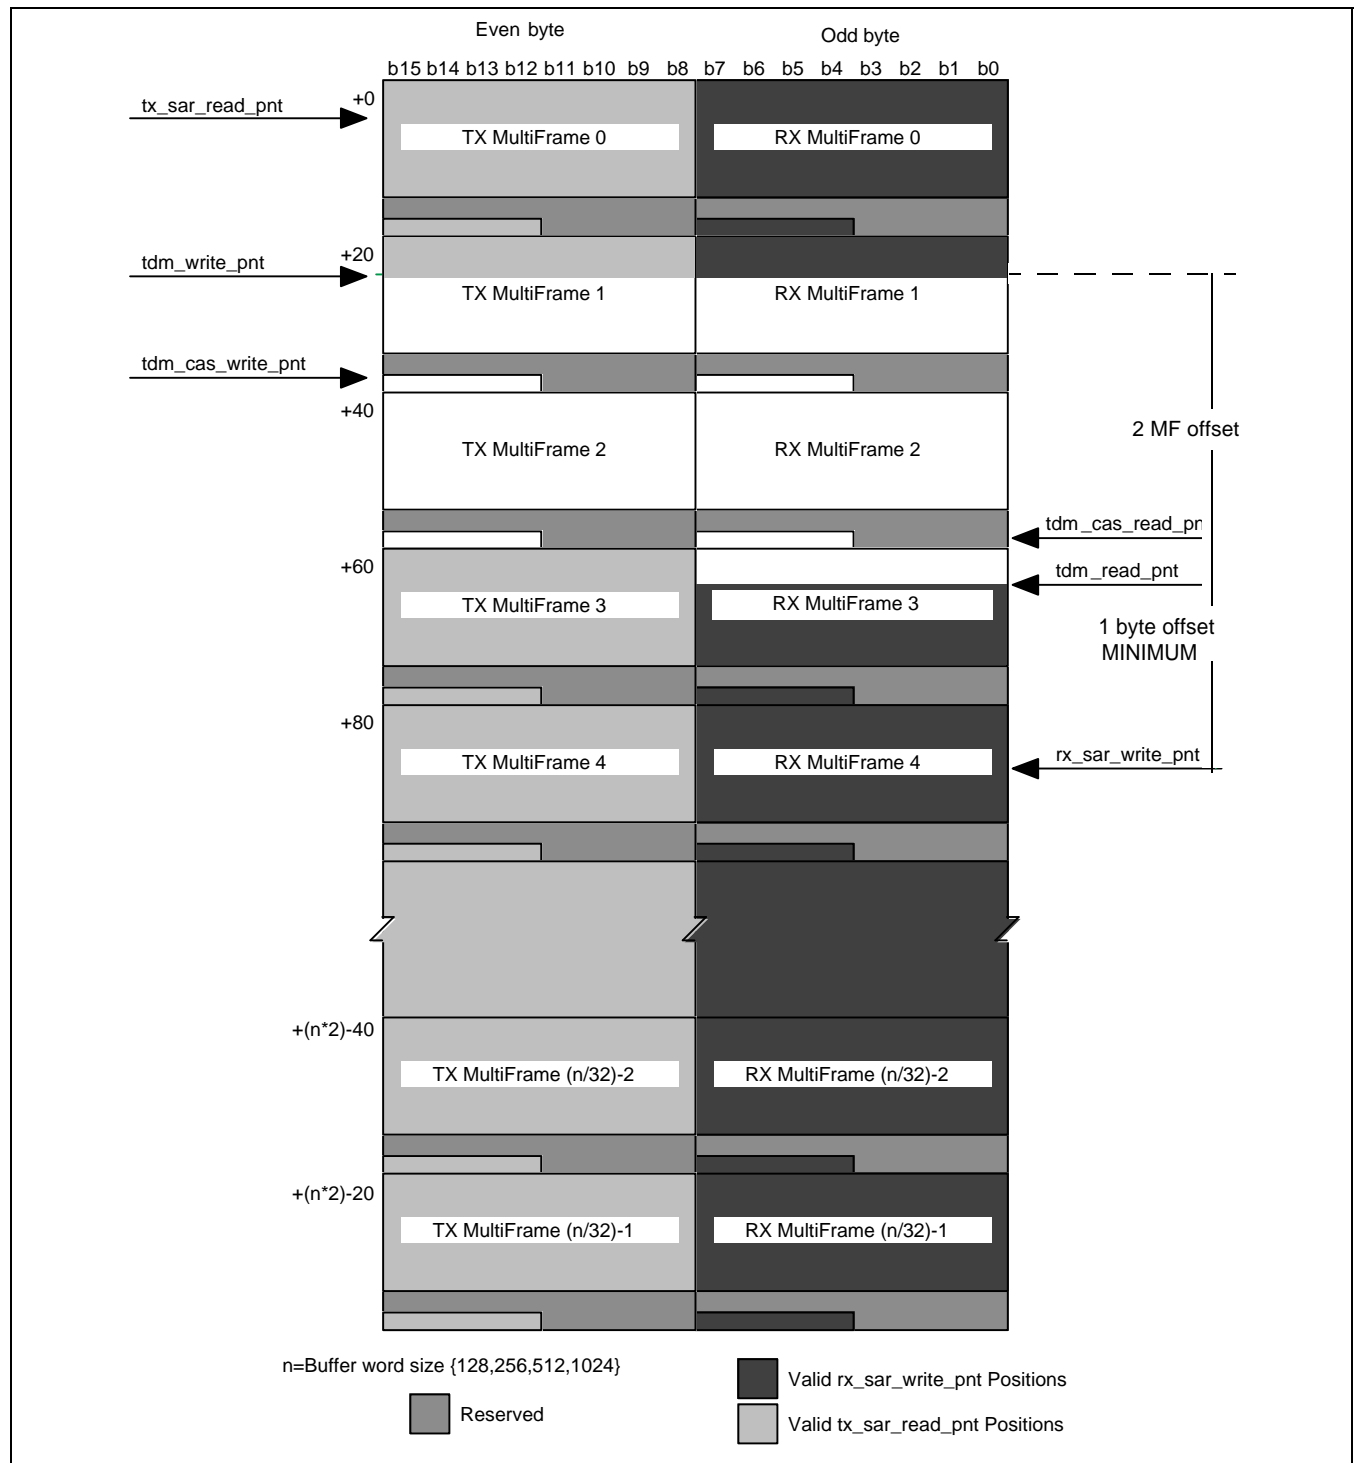 Even byte
Odd byte
b15 b14 b13 b12 b11 b10 b9 b8 b7 b6 b5 b4 b3 b2 b1 b0
tx_sar_read_pnt
+0
TX MultiFrame 0
RX MultiFrame 0
tdm_write_pnt
+20
TX MultiFrame 1
RX MultiFrame 1
tdm_cas_write_pnt
+40
TX MultiFrame 2
RX MultiFrame 2
2 MF offset
tdm_cas_read_pn
+60
tdm_read_pnt
TX MultiFrame 3
RX MultiFrame 3
1 byte offset
MINIMUM
+80
TX MultiFrame 4
RX MultiFrame 4
rx_sar_write_pnt
+(n*2)-40
TX MultiFrame (n/32)-2
RX MultiFrame (n/32)-2
+(n*2)-20
TX MultiFrame (n/32)-1
RX MultiFrame (n/32)-1
n=Buffer word size {128,256,512,1024}
Reserved
Valid rx_sar_write_pnt Positions
Valid tx_sar_read_pnt Positions